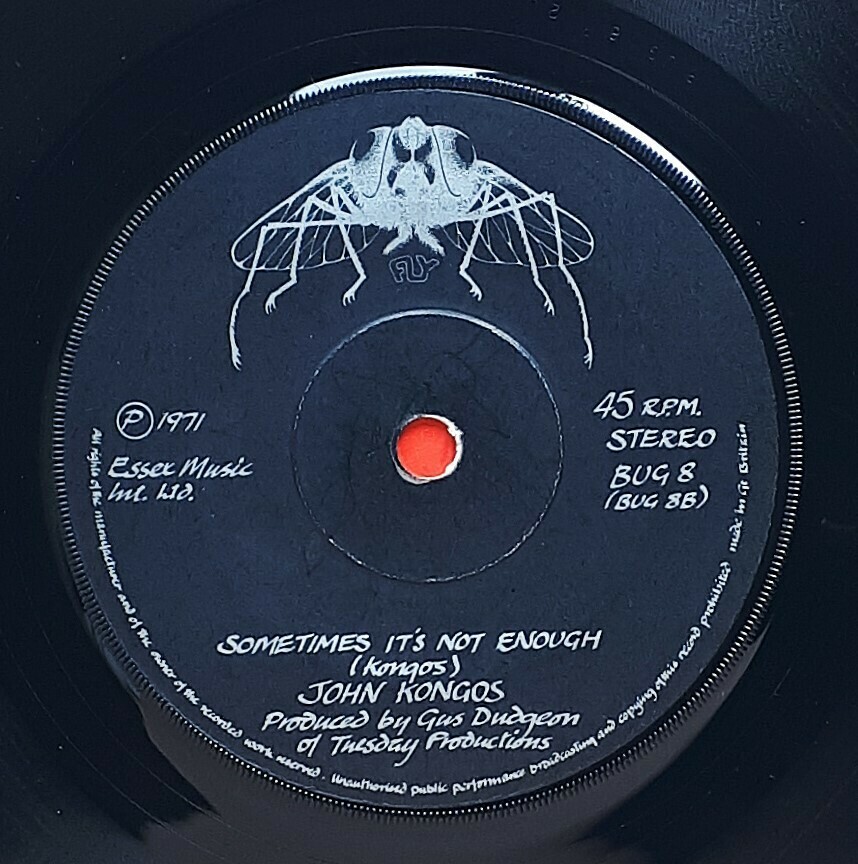 FLY
Ⓟ 1971
Essex Music
Int. Ltd.
45 R.P.M.
STEREO
BUG 8
(BUG 8B)
SOMETIMES IT'S NOT ENOUGH
(Kongos)
JOHN KONGOS
Produced by Gus Dudgeon
of Tuesday Productions
All rights of the manufacturer and of the owner of the recorded work reserved. Unauthorised public performance broadcasting and copying of this record prohibited made in Gt Britain